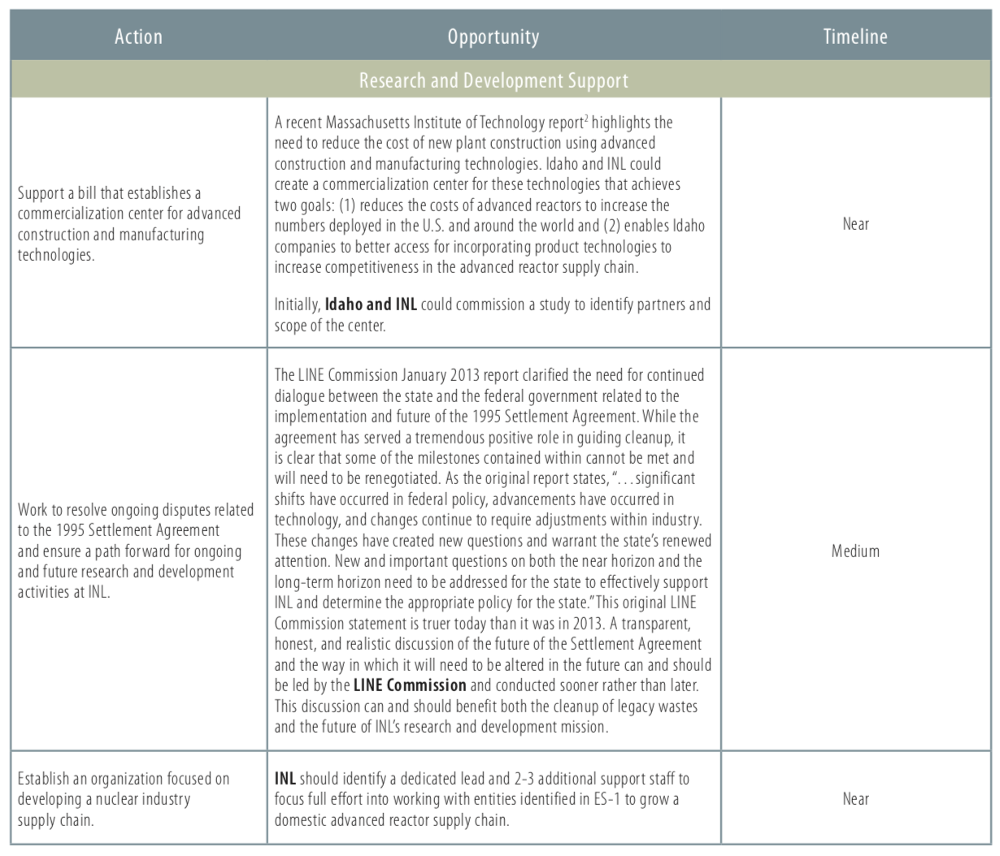 Action
Opportunity
Timeline
Research and Development Support
Support a bill that establishes a
commercialization center for advanced
construction and manufacturing
technologies.
A recent Massachusetts Institute of Technology report² highlights the
need to reduce the cost of new plant construction using advanced
construction and manufacturing technologies. Idaho and INL could
create a commercialization center for these technologies that achieves
two goals: (1) reduces the costs of advanced reactors to increase the
numbers deployed in the U.S. and around the world and (2) enables Idaho
companies to better access for incorporating product technologies to
increase competitiveness in the advanced reactor supply chain.
Initially, Idaho and INL could commission a study to identify partners and
scope of the center.
Near
Work to resolve ongoing disputes related
to the 1995 Settlement Agreement
and ensure a path forward for ongoing
and future research and development
activities at INL.
The LINE Commission January 2013 report clarified the need for continued
dialogue between the state and the federal government related to the
implementation and future of the 1995 Settlement Agreement. While the
agreement has served a tremendous positive role in guiding cleanup, it
is clear that some of the milestones contained within cannot be met and
will need to be renegotiated. As the original report states, “. . . significant
shifts have occurred in federal policy, advancements have occurred in
technology, and changes continue to require adjustments within industry.
These changes have created new questions and warrant the state’s renewed
attention. New and important questions on both the near horizon and the
long-term horizon need to be addressed for the state to effectively support
INL and determine the appropriate policy for the state.” This original LINE
Commission statement is truer today than it was in 2013. A transparent,
honest, and realistic discussion of the future of the Settlement Agreement
and the way in which it will need to be altered in the future can and should
be led by the LINE Commission and conducted sooner rather than later.
This discussion can and should benefit both the cleanup of legacy wastes
and the future of INL’s research and development mission.
Medium
Establish an organization focused on
developing a nuclear industry
supply chain.
INL should identify a dedicated lead and 2-3 additional support staff to
focus full effort into working with entities identified in ES-1 to grow a
domestic advanced reactor supply chain.
Near